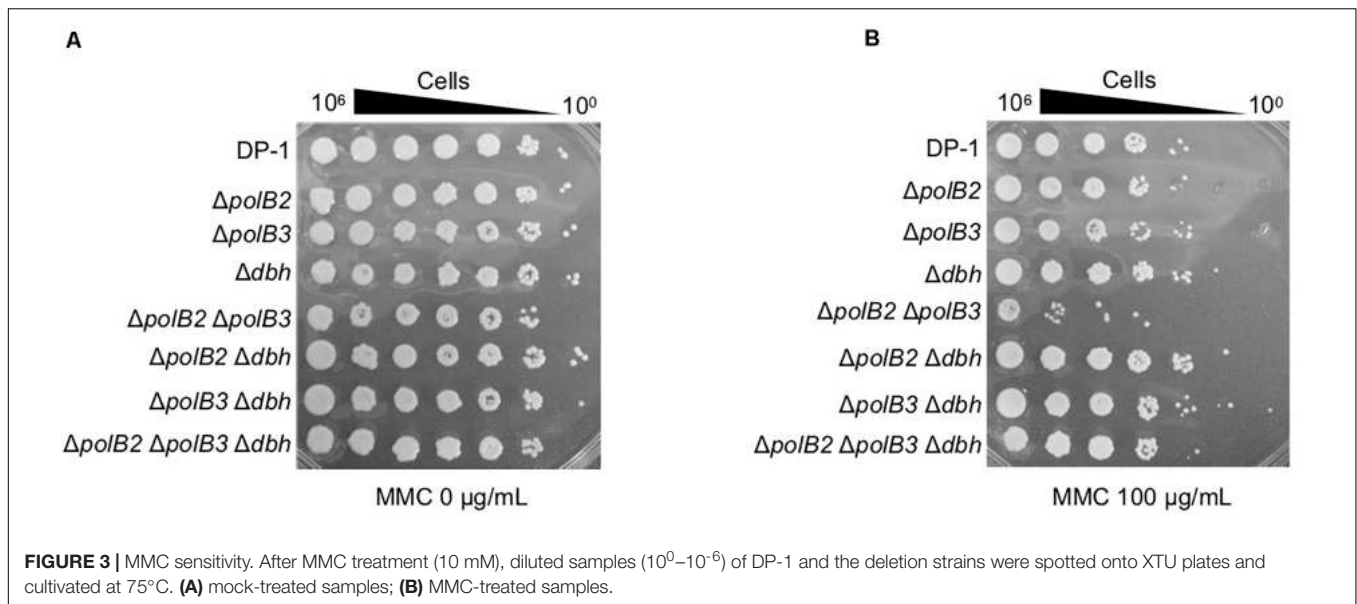 A
Cells
10⁶
10⁰
DP-1
ΔpolB2
ΔpolB3
Δdbh
ΔpolB2 ΔpolB3
ΔpolB2 Δdbh
ΔpolB3 Δdbh
ΔpolB2 ΔpolB3 Δdbh
MMC 0 µg/mL
B
Cells
10⁶
10⁰
DP-1
ΔpolB2
ΔpolB3
Δdbh
ΔpolB2 ΔpolB3
ΔpolB2 Δdbh
ΔpolB3 Δdbh
ΔpolB2 ΔpolB3 Δdbh
MMC 100 µg/mL
FIGURE 3 | MMC sensitivity. After MMC treatment (10 mM), diluted samples (10⁰–10⁻⁶) of DP-1 and the deletion strains were spotted onto XTU plates and
cultivated at 75°C. (A) mock-treated samples; (B) MMC-treated samples.